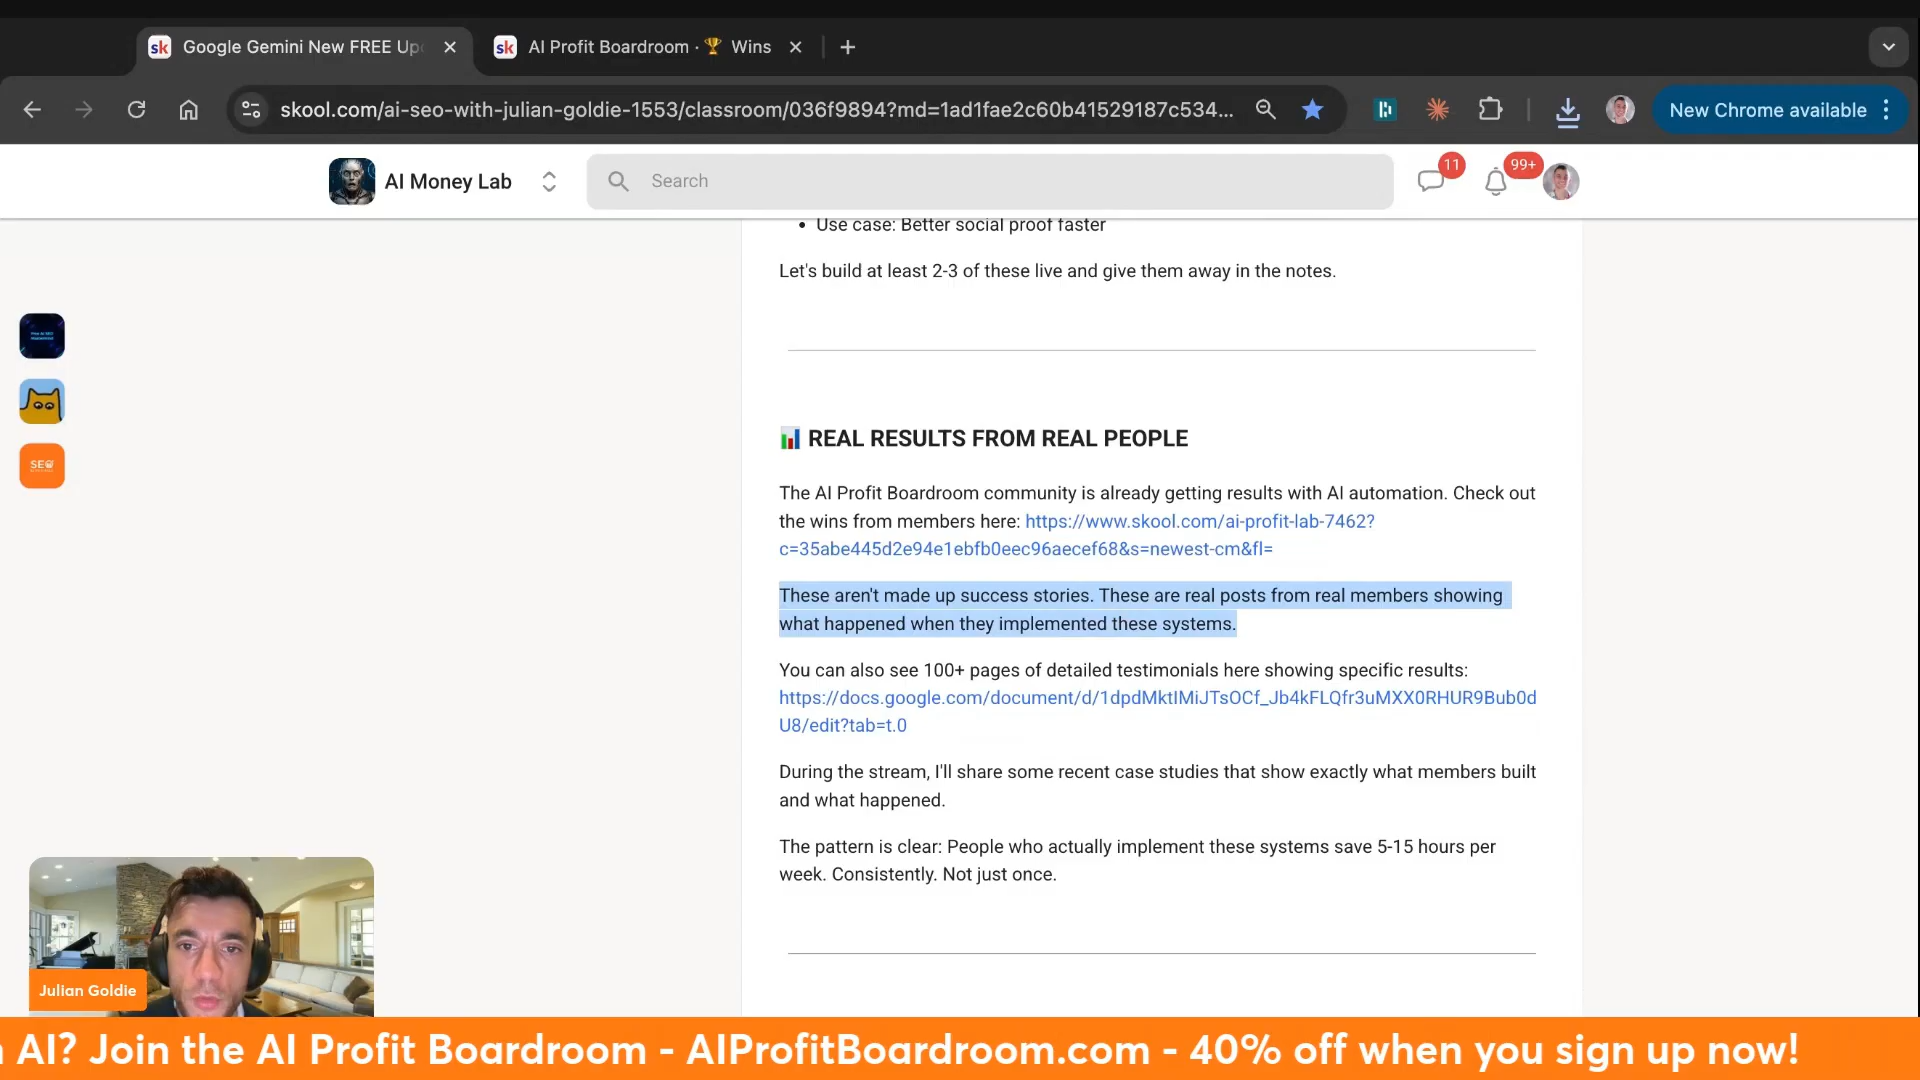 Google Gemini New FREE Up
AI Profit Boardroom · 🏆 Wins
skool.com/ai-seo-with-julian-goldie-1553/classroom/036f9894?md=1ad1fae2c60b41529187c534...
New Chrome available
AI Money Lab
Search
11
99+
• Use case: Better social proof faster
Let's build at least 2-3 of these live and give them away in the notes.
📊 REAL RESULTS FROM REAL PEOPLE
The AI Profit Boardroom community is already getting results with AI automation. Check out
the wins from members here: https://www.skool.com/ai-profit-lab-7462?
c=35abe445d2e94e1ebfb0eec96aecef68&s=newest-cm&fl=
These aren't made up success stories. These are real posts from real members showing
what happened when they implemented these systems.
You can also see 100+ pages of detailed testimonials here showing specific results:
https://docs.google.com/document/d/1dpdMktIMiJTsOCf_Jb4kFLQfr3uMXX0RHUR9Bub0d
U8/edit?tab=t.0
During the stream, I'll share some recent case studies that show exactly what members built
and what happened.
The pattern is clear: People who actually implement these systems save 5-15 hours per
week. Consistently. Not just once.
SEO
Julian Goldie
AI? Join the AI Profit Boardroom - AIProfitBoardroom.com - 40% off when you sign up now!